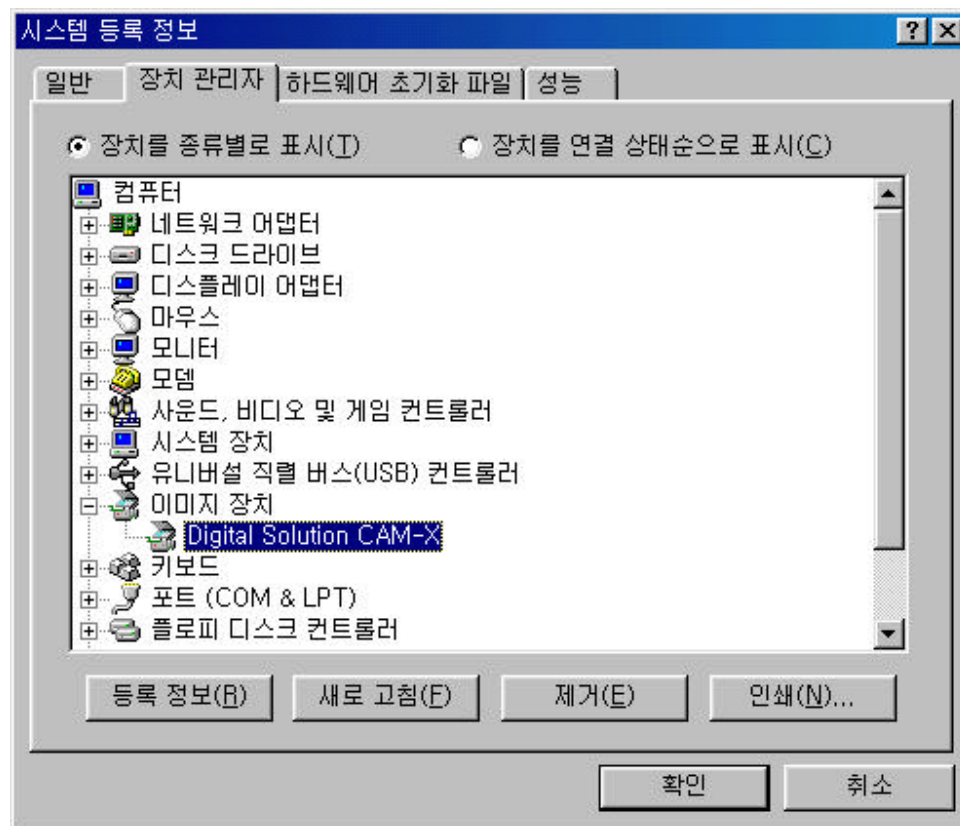 시스템 등록 정보
일반 장치 관리자 하드웨어 초기화 파일 성능
장치를 종류별로 표시(T) 장치를 연결 상태순으로 표시(C)
컴퓨터
네트워크 어댑터
디스크 드라이브
디스플레이 어댑터
마우스
모니터
모뎀
사운드, 비디오 및 게임 컨트롤러
시스템 장치
유니버설 직렬 버스(USB) 컨트롤러
이미지 장치
Digital Solution CAM-X
키보드
포트 (COM & LPT)
플로피 디스크 컨트롤러
등록 정보(R) 새로 고침(F) 제거(E) 인쇄(N)...
확인 취소